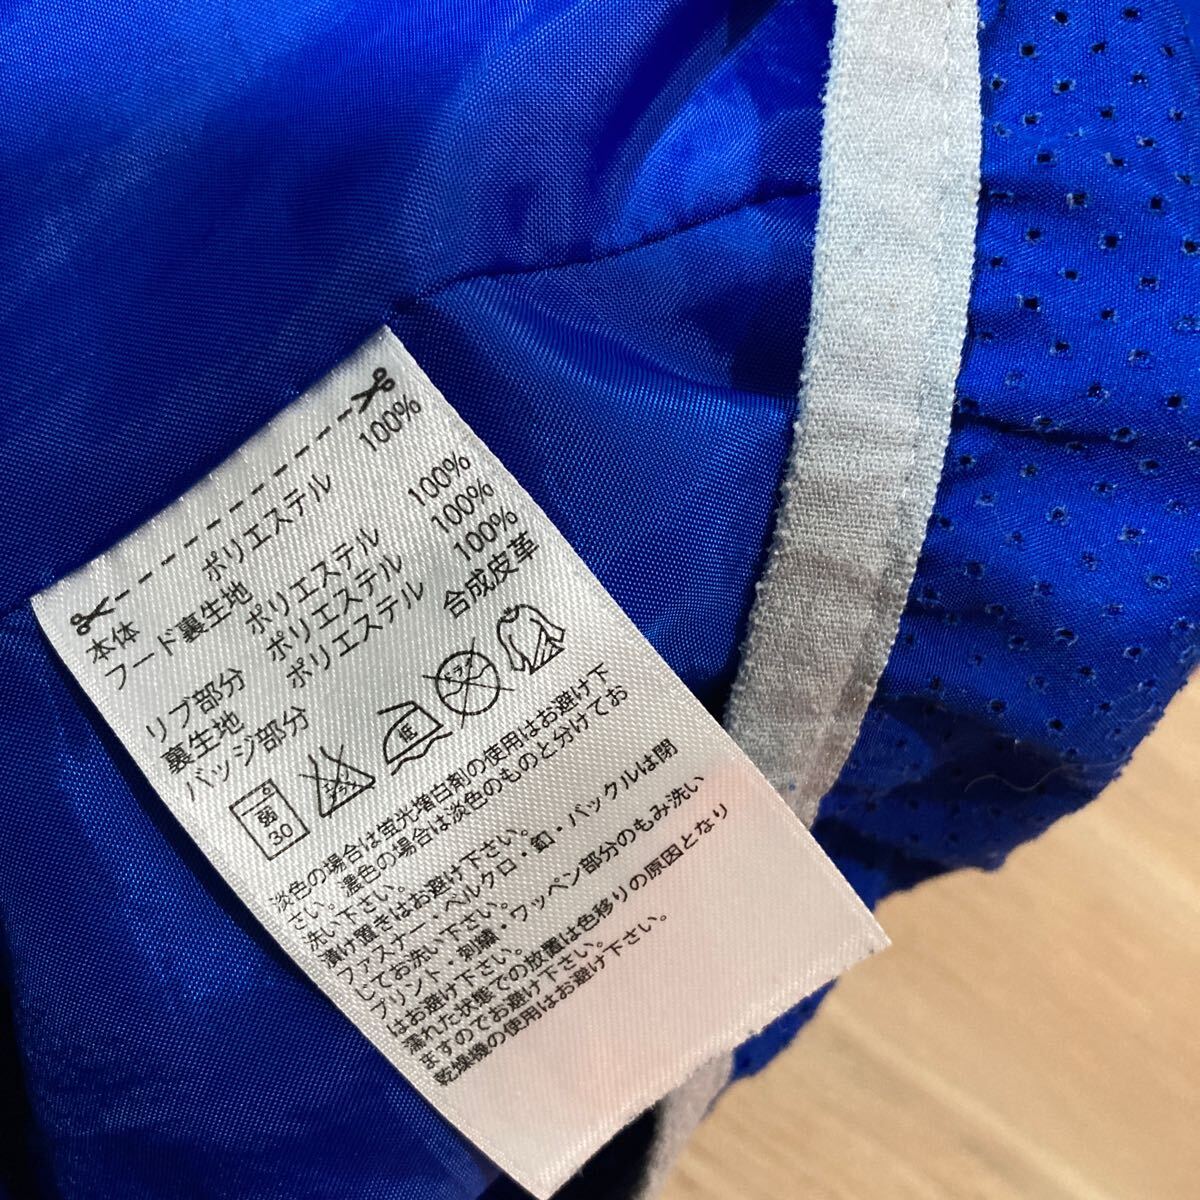 本体 ポリエステル 100%
フード裏生地
ポリエステル 100%
リブ部分 ポリエステル 100%
裏生地 ポリエステル 100%
バッジ部分 合成皮革
弱
30
エンソ
サラシ
低
ドライ
淡色の場合は蛍光増白剤の使用はお避け下
さい。濃色の場合は淡色のものと分けてお
洗い下さい。
漬け置きはお避け下さい。
ファスナー・ベルクロ・釦・バックルは閉
じてお洗い下さい。
プリント・刺繍・ワッペン部分のもみ洗い
はお避け下さい。
濡れた状態での放置は色移りの原因となり
ますのでお避け下さい。
乾燥機の使用はお避け下さい。